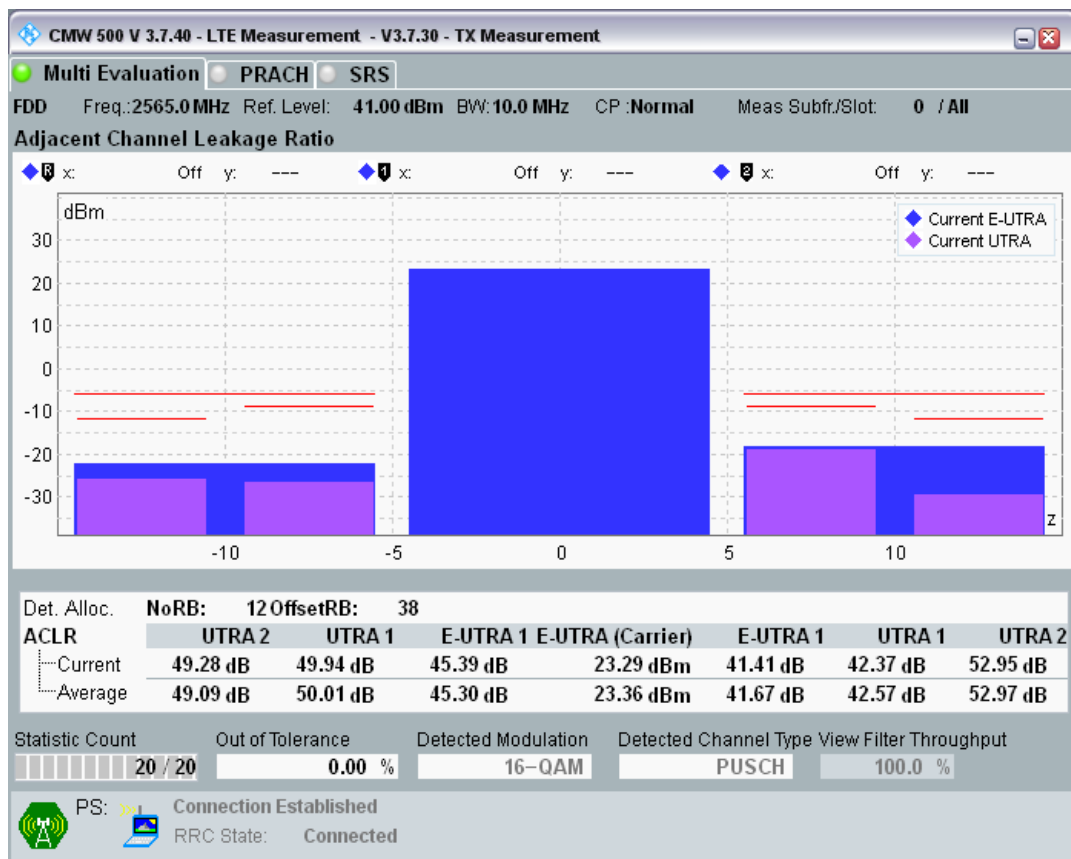 CMW 500 V 3.7.40 - LTE Measurement - V3.7.30 - TX Measurement
Multi Evaluation PRACH SRS
FDD Freq.:2565.0 MHz Ref. Level: 41.00 dBm BW:10.0 MHz CP :Normal Meas Subfr./Slot: 0 / All
Adjacent Channel Leakage Ratio
R x: Off y: --- 1 x: Off y: --- 2 x: Off y: ---
dBm
Current E-UTRA
Current UTRA
30
20
10
0
-10
-20
-30
z
-10 -5 0 5 10
Det. Alloc. NoRB: 12 OffsetRB: 38
ACLR UTRA 2 UTRA 1 E-UTRA 1 E-UTRA (Carrier) E-UTRA 1 UTRA 1 UTRA 2
Current 49.28 dB 49.94 dB 45.39 dB 23.29 dBm 41.41 dB 42.37 dB 52.95 dB
Average 49.09 dB 50.01 dB 45.30 dB 23.36 dBm 41.67 dB 42.57 dB 52.97 dB
Statistic Count Out of Tolerance Detected Modulation Detected Channel Type View Filter Throughput
20 / 20 0.00 % 16-QAM PUSCH 100.0 %
PS: Connection Established
RRC State: Connected